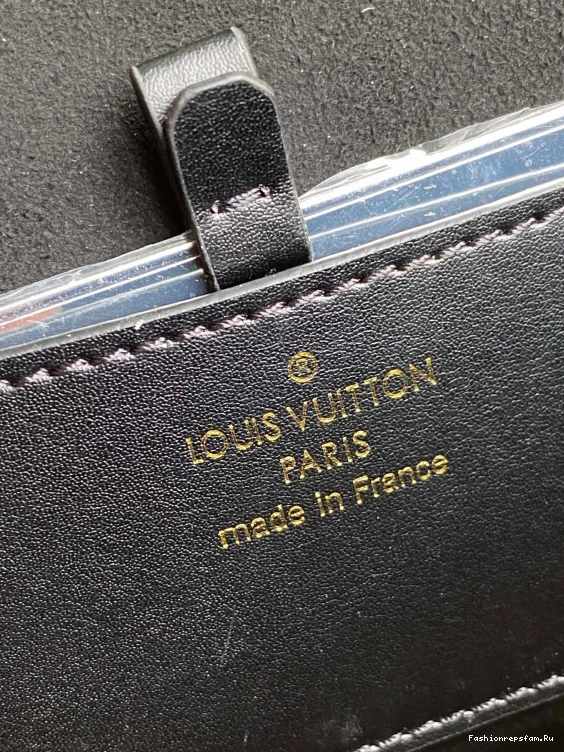 ®
LOUIS VUITTON
PARIS
made in France
Fashionrepsfam.Ru